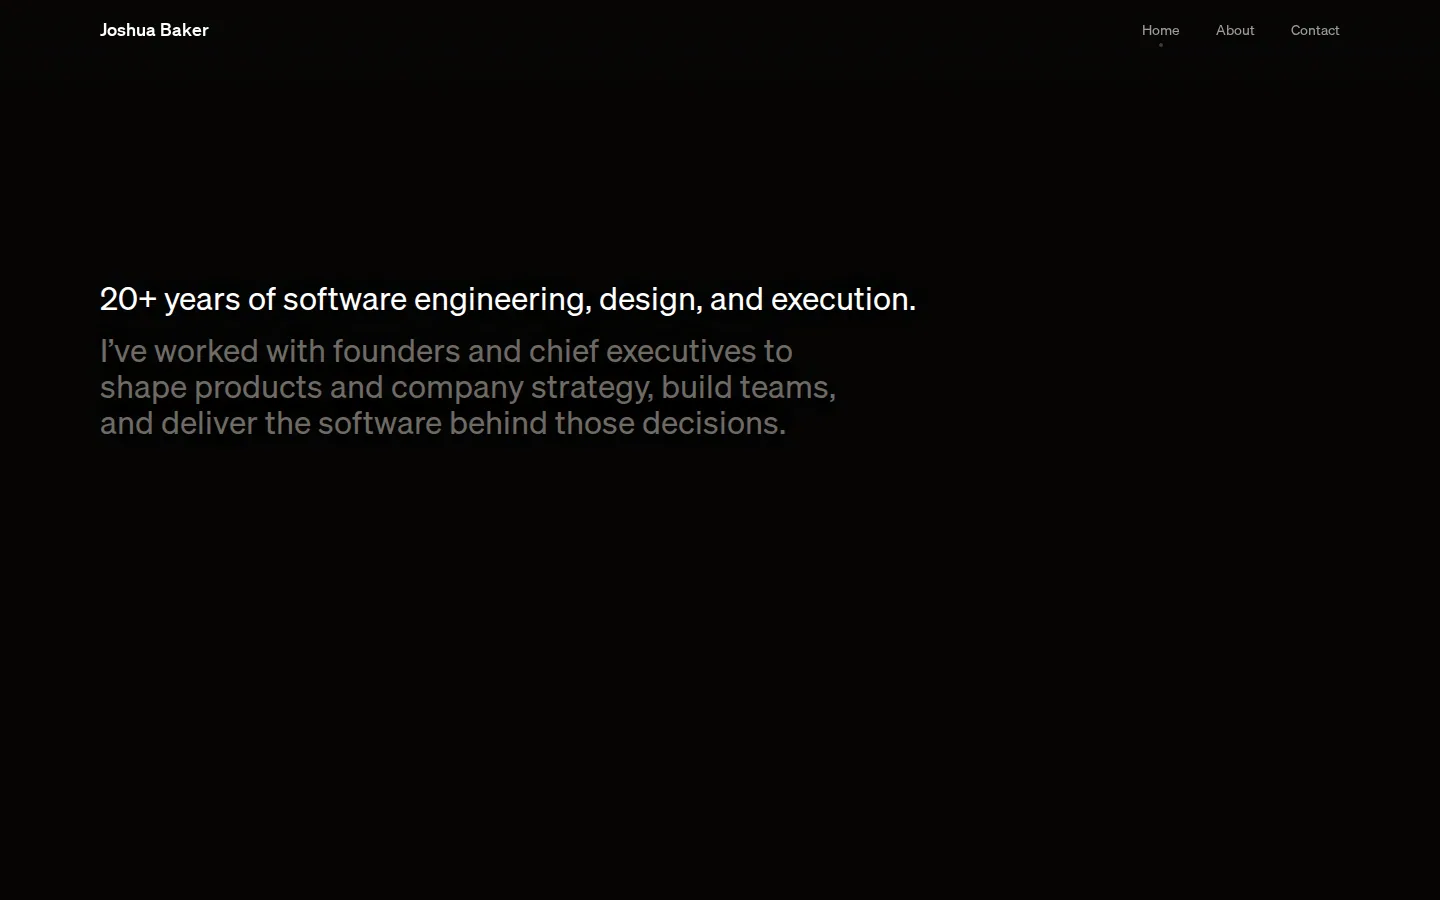 Joshua Baker
Home
About
Contact
20+ years of software engineering, design, and execution.
I’ve worked with founders and chief executives to
shape products and company strategy, build teams,
and deliver the software behind those decisions.